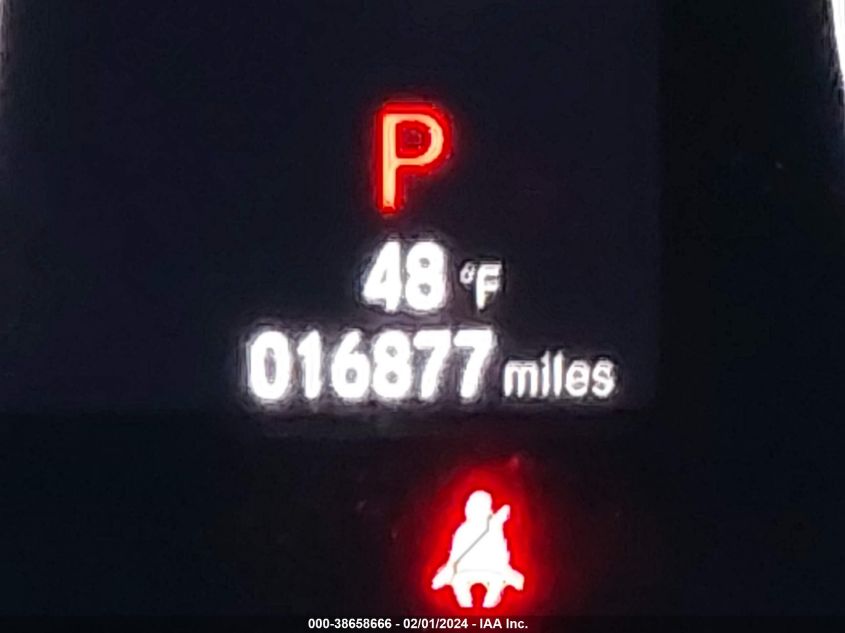 P
48 °F
016877 miles
000-38658666 - 02/01/2024 - IAA Inc.